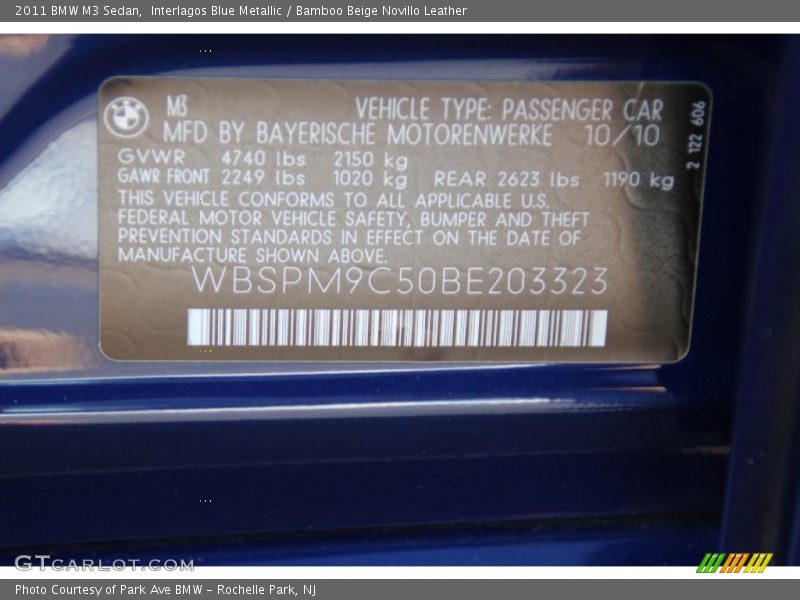 2011 BMW M3 Sedan,  Interlagos Blue Metallic / Bamboo Beige Novillo Leather
M3 VEHICLE TYPE: PASSENGER CAR
MFD BY BAYERISCHE MOTORENWERKE 10/10
2 122 606
GVWR 4740 lbs 2150 kg
GAWR FRONT 2249 lbs 1020 kg REAR 2623 lbs 1190 kg
THIS VEHICLE CONFORMS TO ALL APPLICABLE U.S.
FEDERAL MOTOR VEHICLE SAFETY, BUMPER AND THEFT
PREVENTION STANDARDS IN EFFECT ON THE DATE OF
MANUFACTURE SHOWN ABOVE.
WBSPM9C50BE203323
GTCARLOT.COM
Photo Courtesy of Park Ave BMW - Rochelle Park, NJ